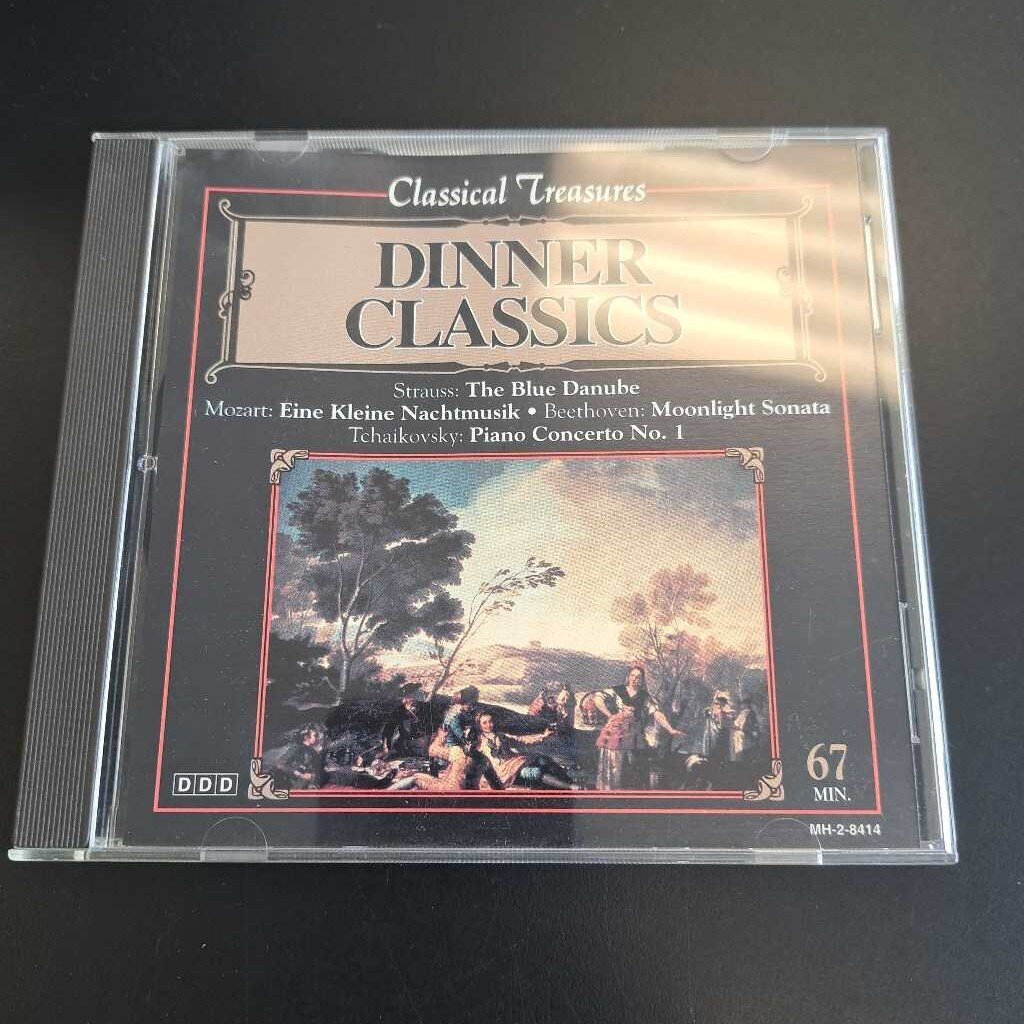 Classical Treasures
DINNER
CLASSICS
Strauss: The Blue Danube
Mozart: Eine Kleine Nachtmusik • Beethoven: Moonlight Sonata
Tchaikovsky: Piano Concerto No. 1
DDD
67
MIN.
MH-2-8414